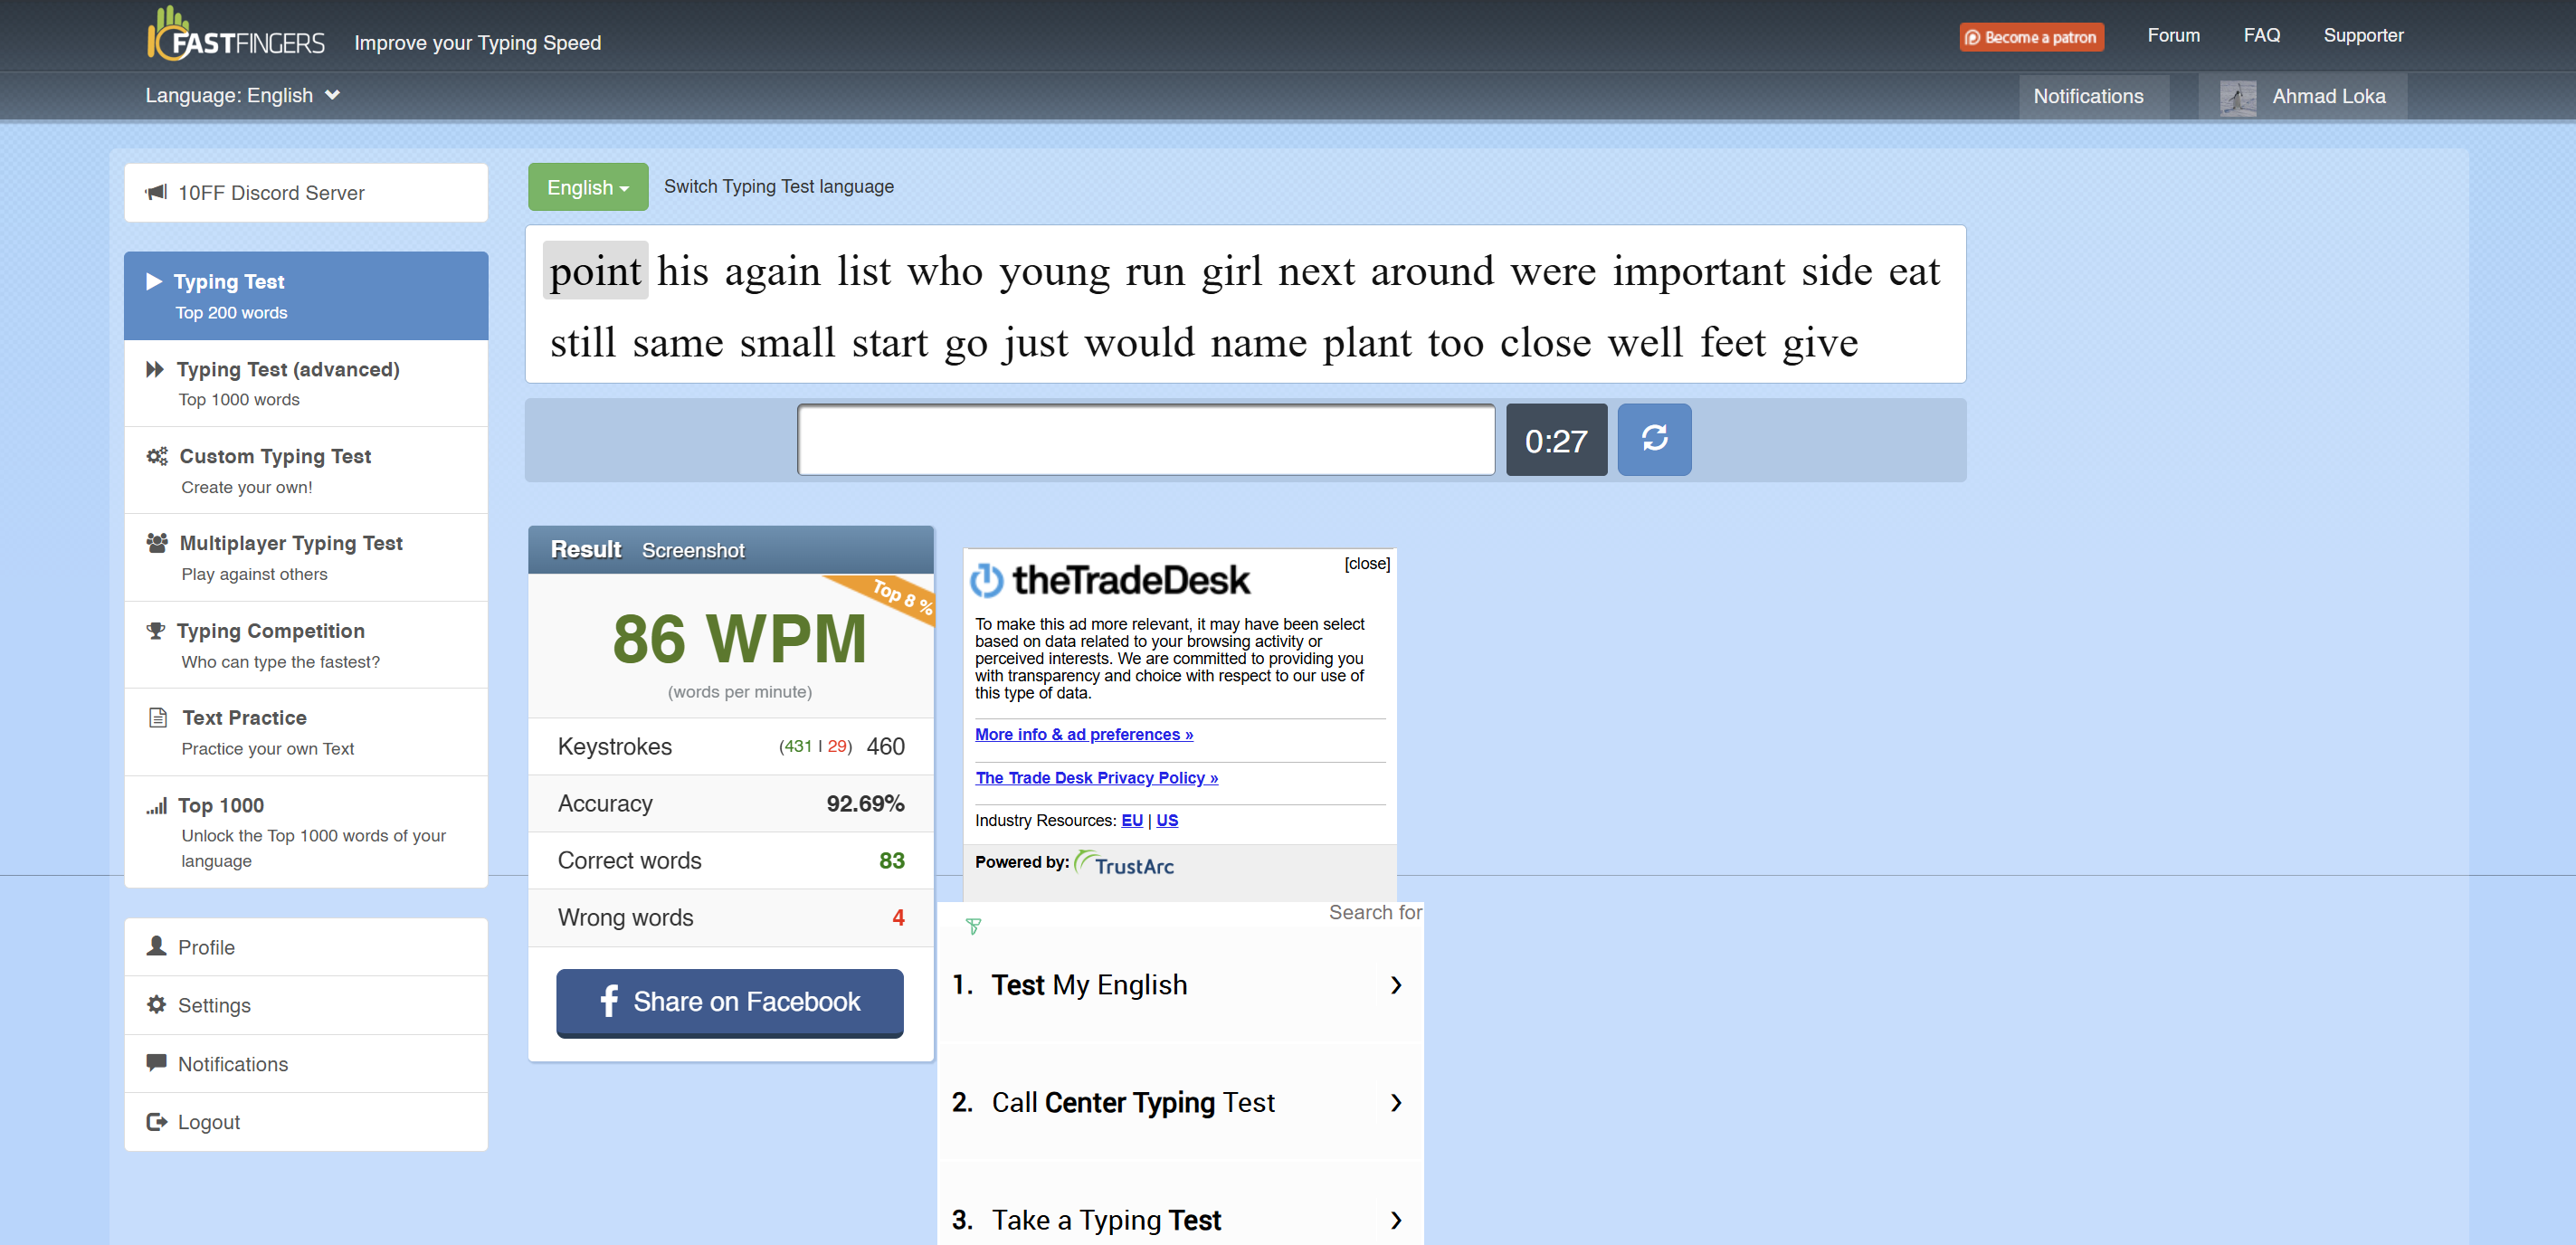 FASTFINGERS
Improve your Typing Speed
Become a patron
Forum
FAQ
Supporter
Language: English
Notifications
Ahmad Loka
10FF Discord Server
Typing Test
Top 200 words
Typing Test (advanced)
Top 1000 words
Custom Typing Test
Create your own!
Multiplayer Typing Test
Play against others
Typing Competition
Who can type the fastest?
Text Practice
Practice your own Text
Top 1000
Unlock the Top 1000 words of your
language
Profile
Settings
Notifications
Logout
English
Switch Typing Test language
point his again list who young run girl next around were important side eat
still same small start go just would name plant too close well feet give
0:27
Result Screenshot
Top 8 %
86 WPM
(words per minute)
Keystrokes (431 | 29) 460
Accuracy 92.69%
Correct words 83
Wrong words 4
Share on Facebook
[close]
theTradeDesk
To make this ad more relevant, it may have been select
based on data related to your browsing activity or
perceived interests. We are committed to providing you
with transparency and choice with respect to our use of
this type of data.
More info & ad preferences »
The Trade Desk Privacy Policy »
Industry Resources: EU | US
Powered by: TrustArc
Search for
1. Test My English
2. Call Center Typing Test
3. Take a Typing Test